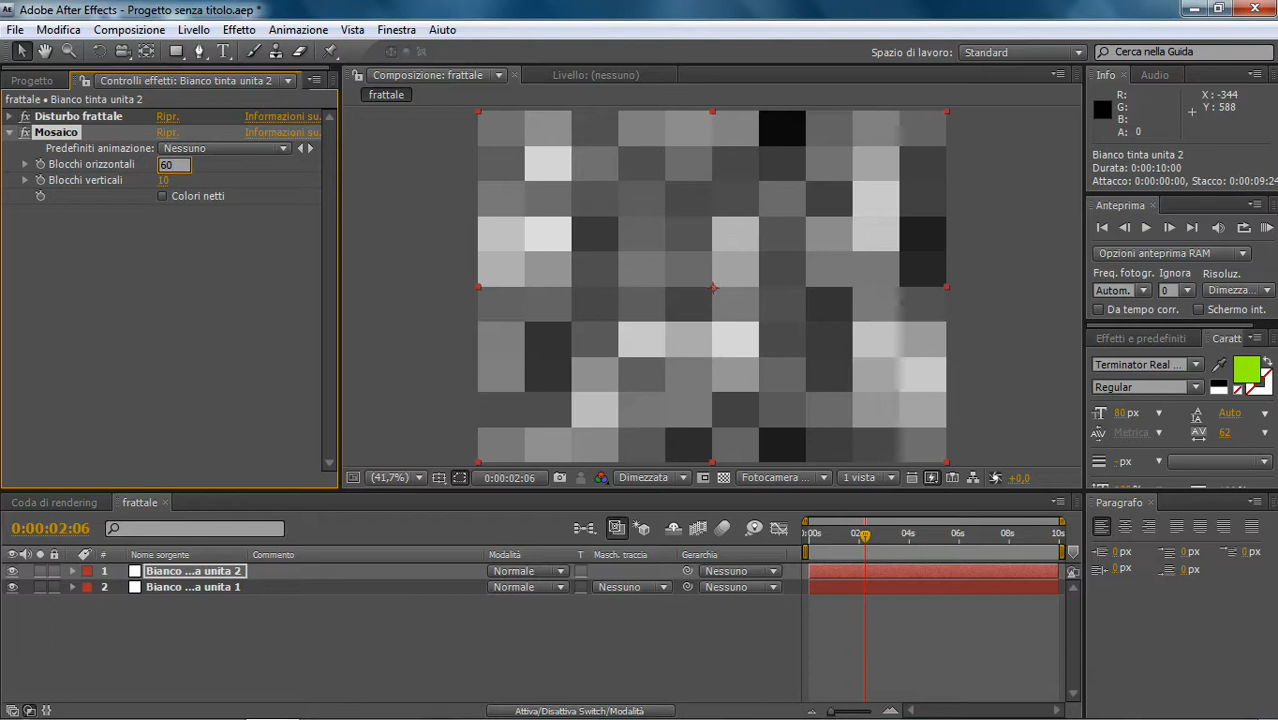 Adobe After Effects - Progetto senza titolo.aep *
File Modifica Composizione Livello Effetto Animazione Vista Finestra Aiuto
Spazio di lavoro: Standard Cerca nella Guida
Progetto Controlli effetti: Bianco tinta unita 2
frattale • Bianco tinta unita 2
Disturbo frattale Ripr. Informazioni su.
Mosaico Ripr. Informazioni su.
Predefiniti animazione: Nessuno
Blocchi orizzontali 60
Blocchi verticali 10
Colori netti
Composizione: frattale Livello: (nessuno)
frattale
(41,7%) 0:00:02:06 Dimezzata Fotocamera ... 1 vista +0,0
Info Audio
R: X : -344
G: Y : 588
B:
A: 0
Bianco tinta unita 2
Durata: 0:00:10:00
Attacco: 0:00:00:00, Stacco: 0:00:09:24
Anteprima
Opzioni anteprima RAM
Freq. fotogr. Ignora Risoluz.
Autom. 0 Dimezza...
Da tempo corr. Schermo int.
Effetti e predefiniti Caratt
Terminator Real ...
Regular
80 px Auto
Metrica 62
- px
Paragrafo
0 px 0 px 0 px
0 px 0 px
Coda di rendering frattale
0:00:02:06
:00s 02s 04s 06s 08s 10s
# Nome sorgente Commento Modalità T Masch. traccia Gerarchia
1 Bianco ...a unita 2 Normale Nessuno
2 Bianco ...a unita 1 Normale Nessuno Nessuno
Attiva/Disattiva Switch/Modalità